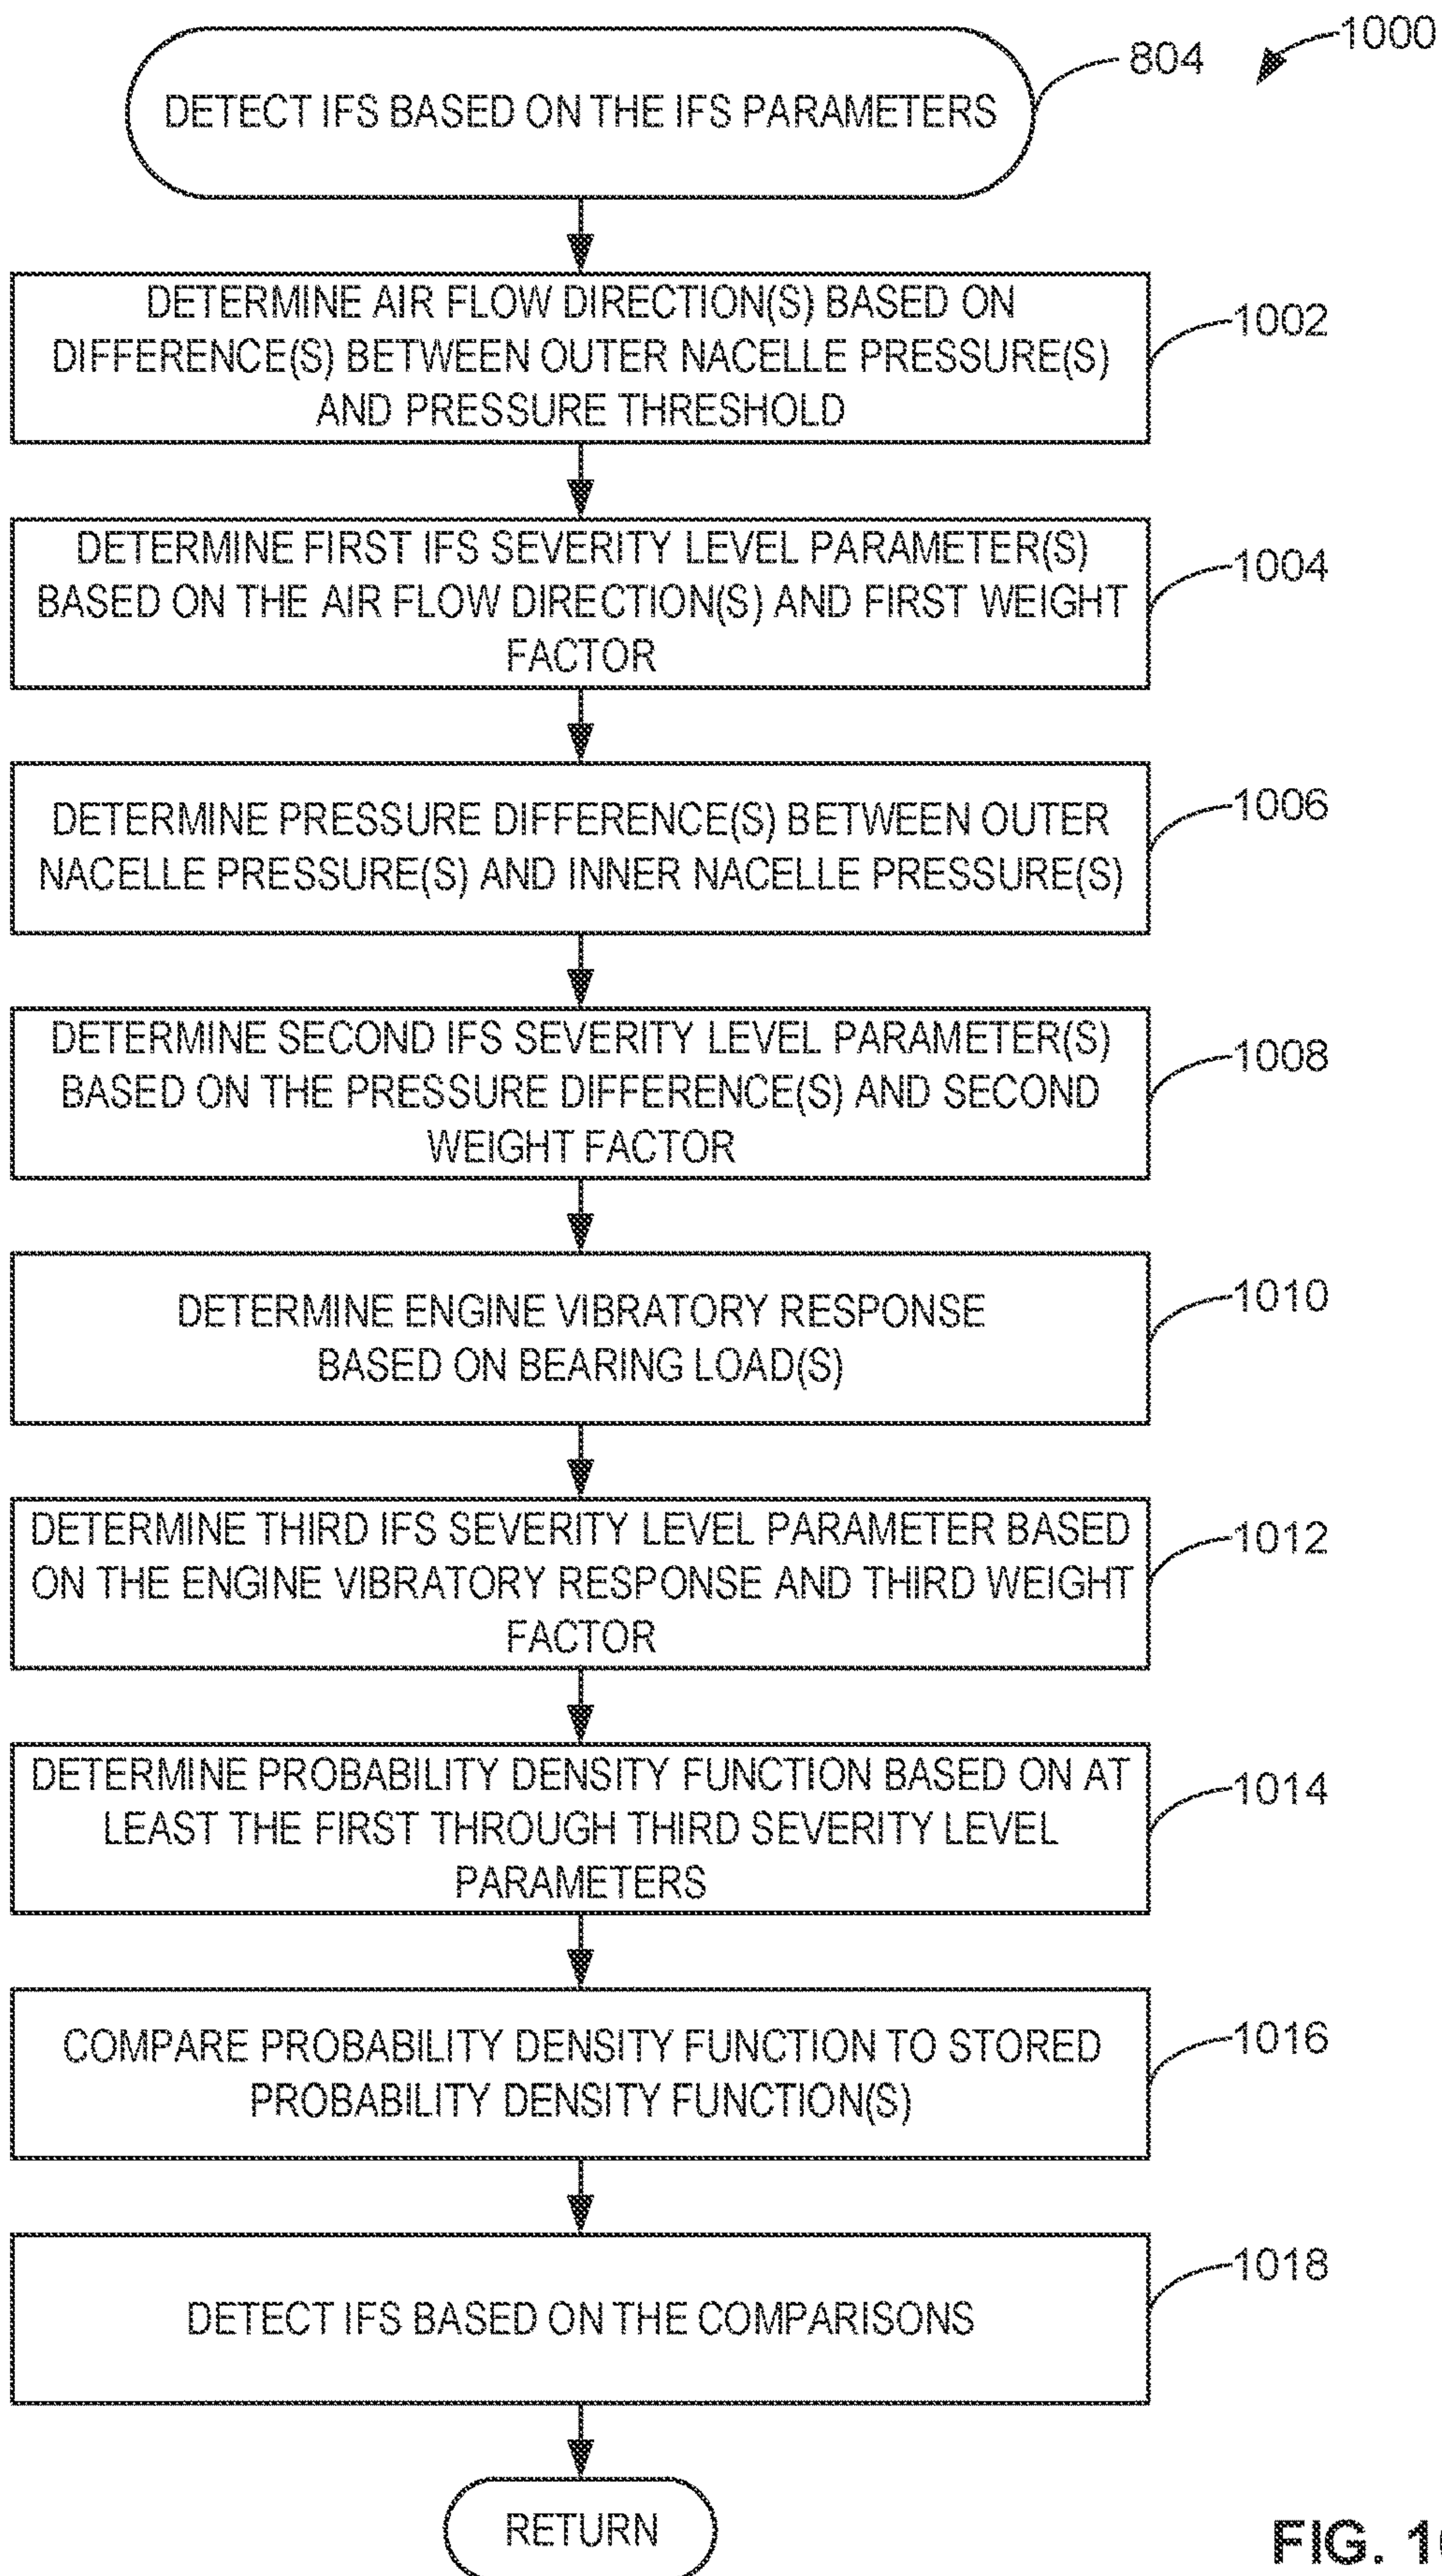 1000
804
DETECT IFS BASED ON THE IFS PARAMETERS
DETERMINE AIR FLOW DIRECTION(S) BASED ON
DIFFERENCE(S) BETWEEN OUTER NACELLE PRESSURE(S)
AND PRESSURE THRESHOLD
1002
DETERMINE FIRST IFS SEVERITY LEVEL PARAMETER(S)
BASED ON THE AIR FLOW DIRECTION(S) AND FIRST WEIGHT
FACTOR
1004
DETERMINE PRESSURE DIFFERENCE(S) BETWEEN OUTER
NACELLE PRESSURE(S) AND INNER NACELLE PRESSURE(S)
1006
DETERMINE SECOND IFS SEVERITY LEVEL PARAMETER(S)
BASED ON THE PRESSURE DIFFERENCE(S) AND SECOND
WEIGHT FACTOR
1008
DETERMINE ENGINE VIBRATORY RESPONSE
BASED ON BEARING LOAD(S)
1010
DETERMINE THIRD IFS SEVERITY LEVEL PARAMETER BASED
ON THE ENGINE VIBRATORY RESPONSE AND THIRD WEIGHT
FACTOR
1012
DETERMINE PROBABILITY DENSITY FUNCTION BASED ON AT
LEAST THE FIRST THROUGH THIRD SEVERITY LEVEL
PARAMETERS
1014
COMPARE PROBABILITY DENSITY FUNCTION TO STORED
PROBABILITY DENSITY FUNCTION(S)
1016
DETECT IFS BASED ON THE COMPARISONS
1018
RETURN
FIG.